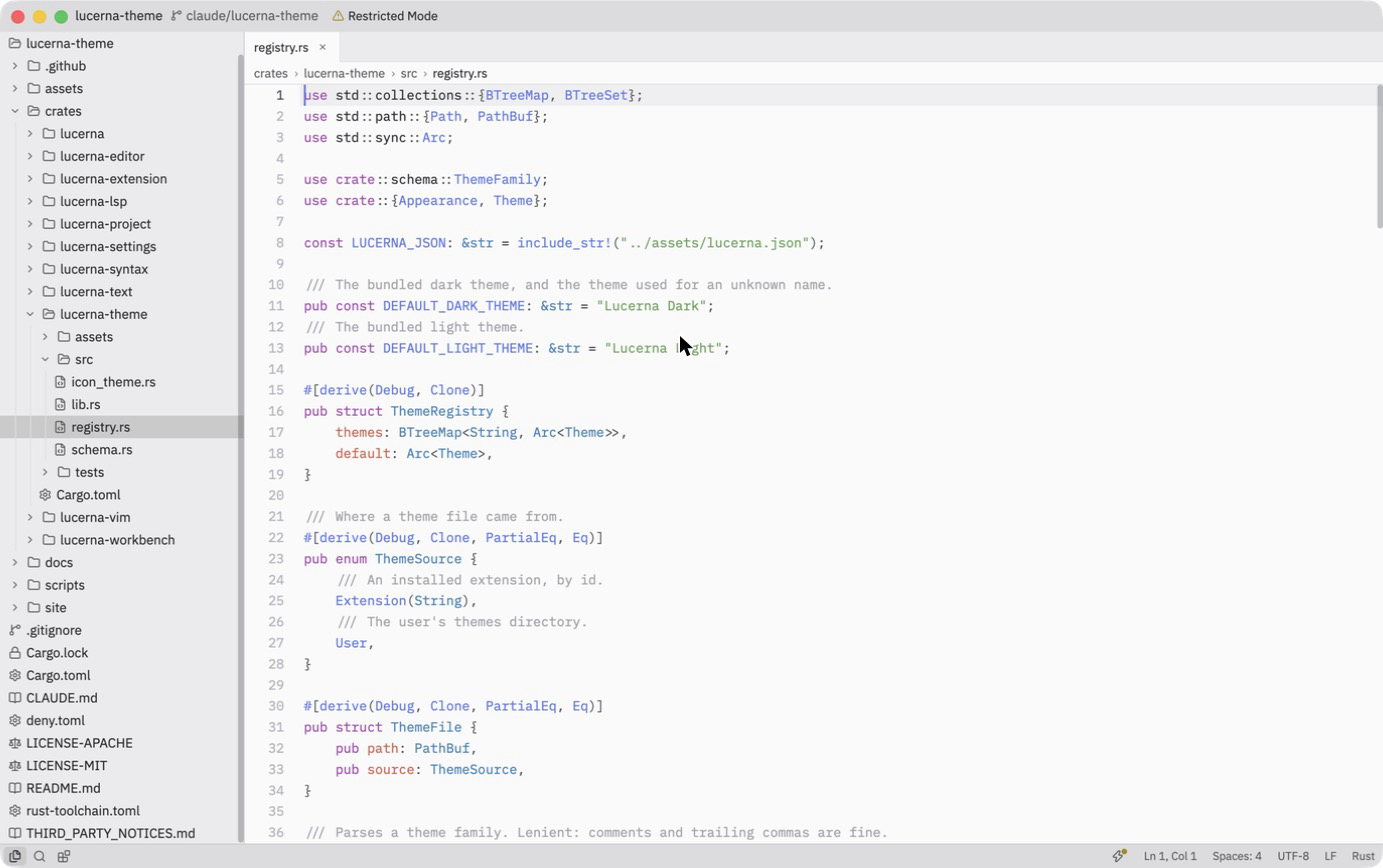 lucerna-theme claude/lucerna-theme Restricted Mode
lucerna-theme
.github
assets
crates
lucerna
lucerna-editor
lucerna-extension
lucerna-lsp
lucerna-project
lucerna-settings
lucerna-syntax
lucerna-text
lucerna-theme
assets
src
icon_theme.rs
lib.rs
registry.rs
schema.rs
tests
Cargo.toml
lucerna-vim
lucerna-workbench
docs
scripts
site
.gitignore
Cargo.lock
Cargo.toml
CLAUDE.md
deny.toml
LICENSE-APACHE
LICENSE-MIT
README.md
rust-toolchain.toml
THIRD_PARTY_NOTICES.md
registry.rs ×
crates › lucerna-theme › src › registry.rs
1 use std::collections::{BTreeMap, BTreeSet};
2 use std::path::{Path, PathBuf};
3 use std::sync::Arc;
4
5 use crate::schema::ThemeFamily;
6 use crate::{Appearance, Theme};
7
8 const LUCERNA_JSON: &str = include_str!("../assets/lucerna.json");
9
10 /// The bundled dark theme, and the theme used for an unknown name.
11 pub const DEFAULT_DARK_THEME: &str = "Lucerna Dark";
12 /// The bundled light theme.
13 pub const DEFAULT_LIGHT_THEME: &str = "Lucerna Light";
14
15 #[derive(Debug, Clone)]
16 pub struct ThemeRegistry {
17     themes: BTreeMap<String, Arc<Theme>>,
18     default: Arc<Theme>,
19 }
20
21 /// Where a theme file came from.
22 #[derive(Debug, Clone, PartialEq, Eq)]
23 pub enum ThemeSource {
24     /// An installed extension, by id.
25     Extension(String),
26     /// The user's themes directory.
27     User,
28 }
29
30 #[derive(Debug, Clone, PartialEq, Eq)]
31 pub struct ThemeFile {
32     pub path: PathBuf,
33     pub source: ThemeSource,
34 }
35
36 /// Parses a theme family. Lenient: comments and trailing commas are fine.
Ln 1, Col 1 Spaces: 4 UTF-8 LF Rust